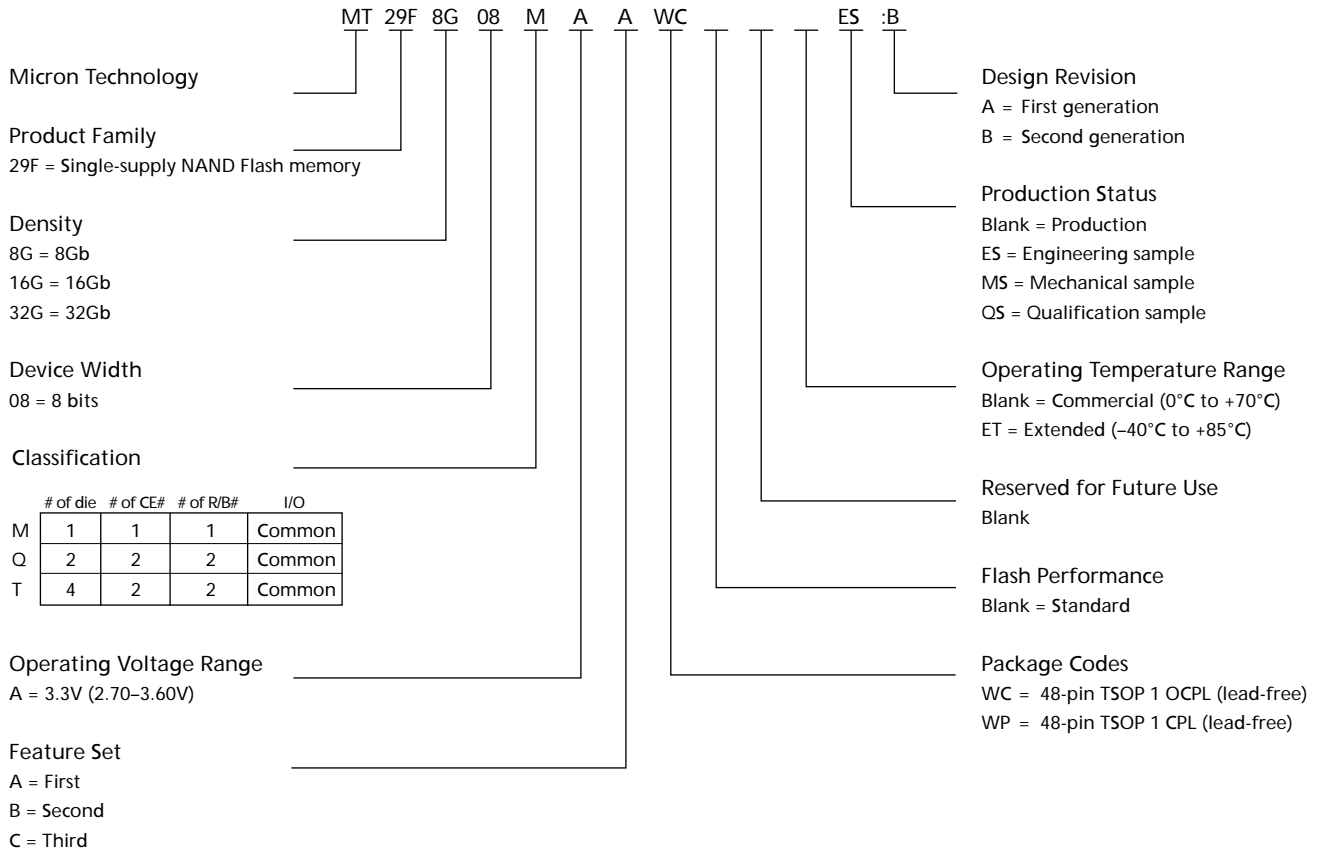 MT 29F 8G 08 M A A WC ES :B
Micron Technology
Product Family
29F = Single-supply NAND Flash memory
Density
8G = 8Gb
16G = 16Gb
32G = 32Gb
Device Width
08 = 8 bits
Classification
# of die # of CE# # of R/B# I/O
M 1 1 1 Common
Q 2 2 2 Common
T 4 2 2 Common
Operating Voltage Range
A = 3.3V (2.70–3.60V)
Feature Set
A = First
B = Second
C = Third
Design Revision
A = First generation
B = Second generation
Production Status
Blank = Production
ES = Engineering sample
MS = Mechanical sample
QS = Qualification sample
Operating Temperature Range
Blank = Commercial (0°C to +70°C)
ET = Extended (–40°C to +85°C)
Reserved for Future Use
Blank
Flash Performance
Blank = Standard
Package Codes
WC = 48-pin TSOP 1 OCPL (lead-free)
WP = 48-pin TSOP 1 CPL (lead-free)